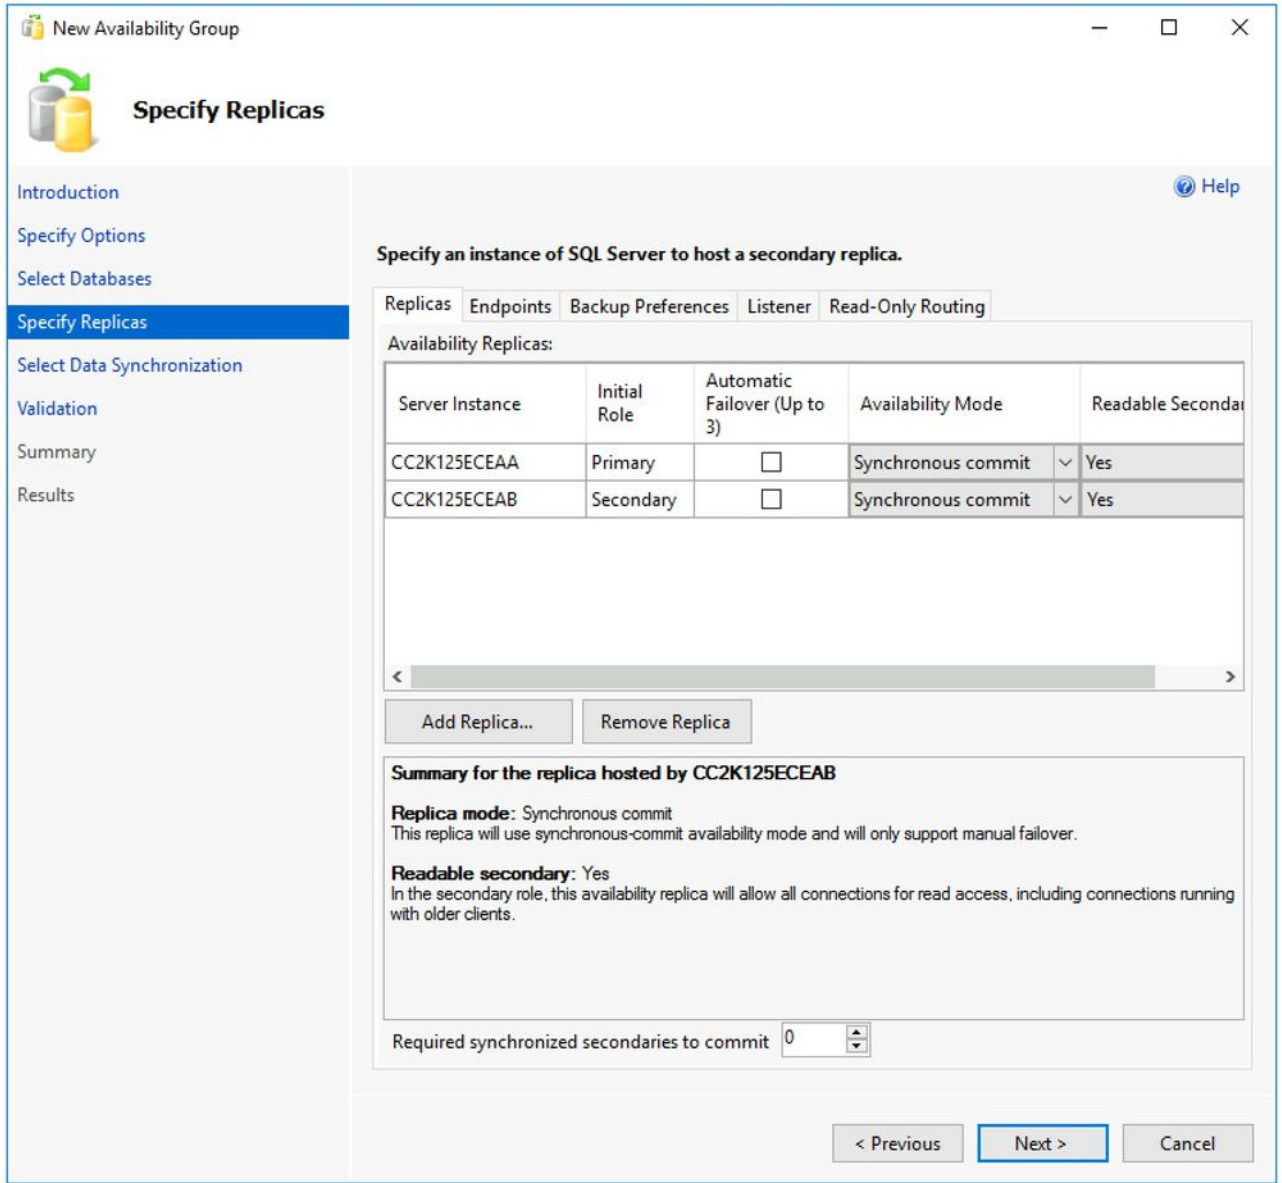 New Availability Group
Specify Replicas
Introduction
Specify Options
Select Databases
Specify Replicas
Select Data Synchronization
Validation
Summary
Results
Help
Specify an instance of SQL Server to host a secondary replica.
Replicas Endpoints Backup Preferences Listener Read-Only Routing
Availability Replicas:
Server Instance Initial Role Automatic Failover (Up to 3) Availability Mode Readable Secondar
CC2K125ECEAA Primary Synchronous commit Yes
CC2K125ECEAB Secondary Synchronous commit Yes
Add Replica... Remove Replica
Summary for the replica hosted by CC2K125ECEAB
Replica mode: Synchronous commit
This replica will use synchronous-commit availability mode and will only support manual failover.
Readable secondary: Yes
In the secondary role, this availability replica will allow all connections for read access, including connections running
with older clients.
Required synchronized secondaries to commit 0
< Previous Next > Cancel